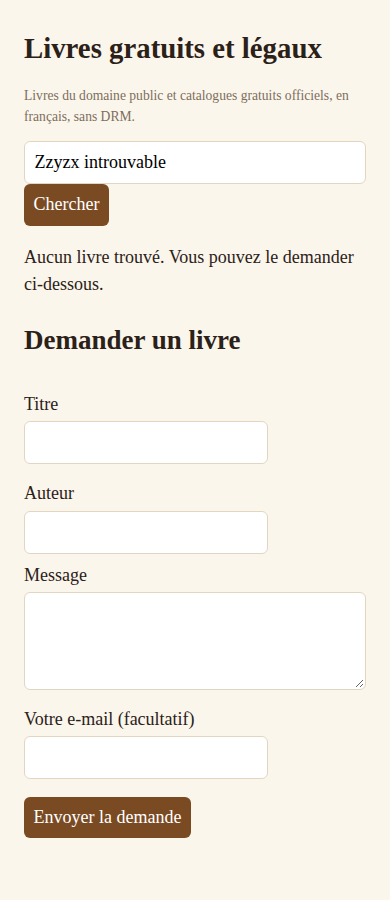 Livres gratuits et légaux
Livres du domaine public et catalogues gratuits officiels, en
français, sans DRM.
Zzyzx introuvable
Chercher
Aucun livre trouvé. Vous pouvez le demander
ci-dessous.
Demander un livre
Titre
Auteur
Message
Votre e-mail (facultatif)
Envoyer la demande